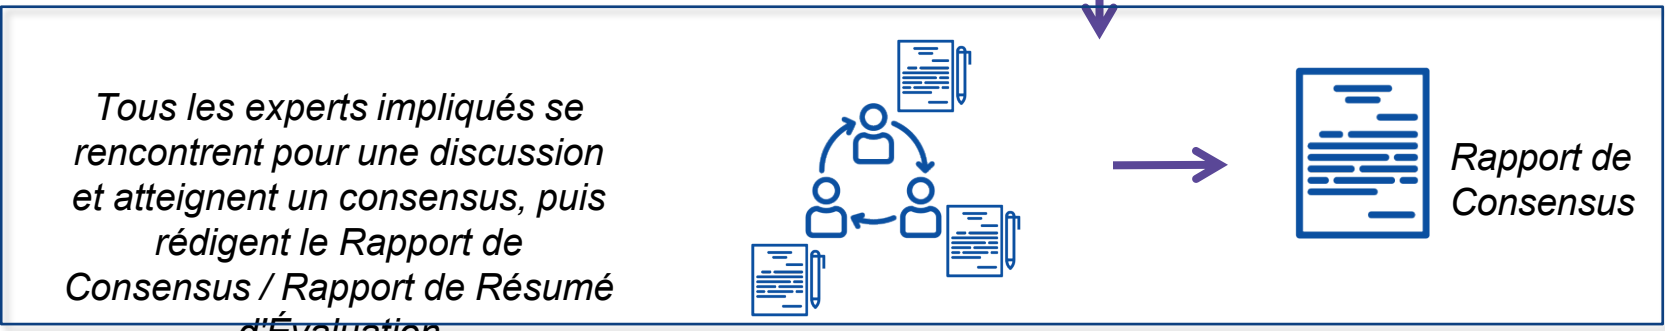 Tous les experts impliqués se
rencontrent pour une discussion
et atteignent un consensus, puis
rédigent le Rapport de
Consensus / Rapport de Résumé
d'Évaluation
Rapport de
Consensus